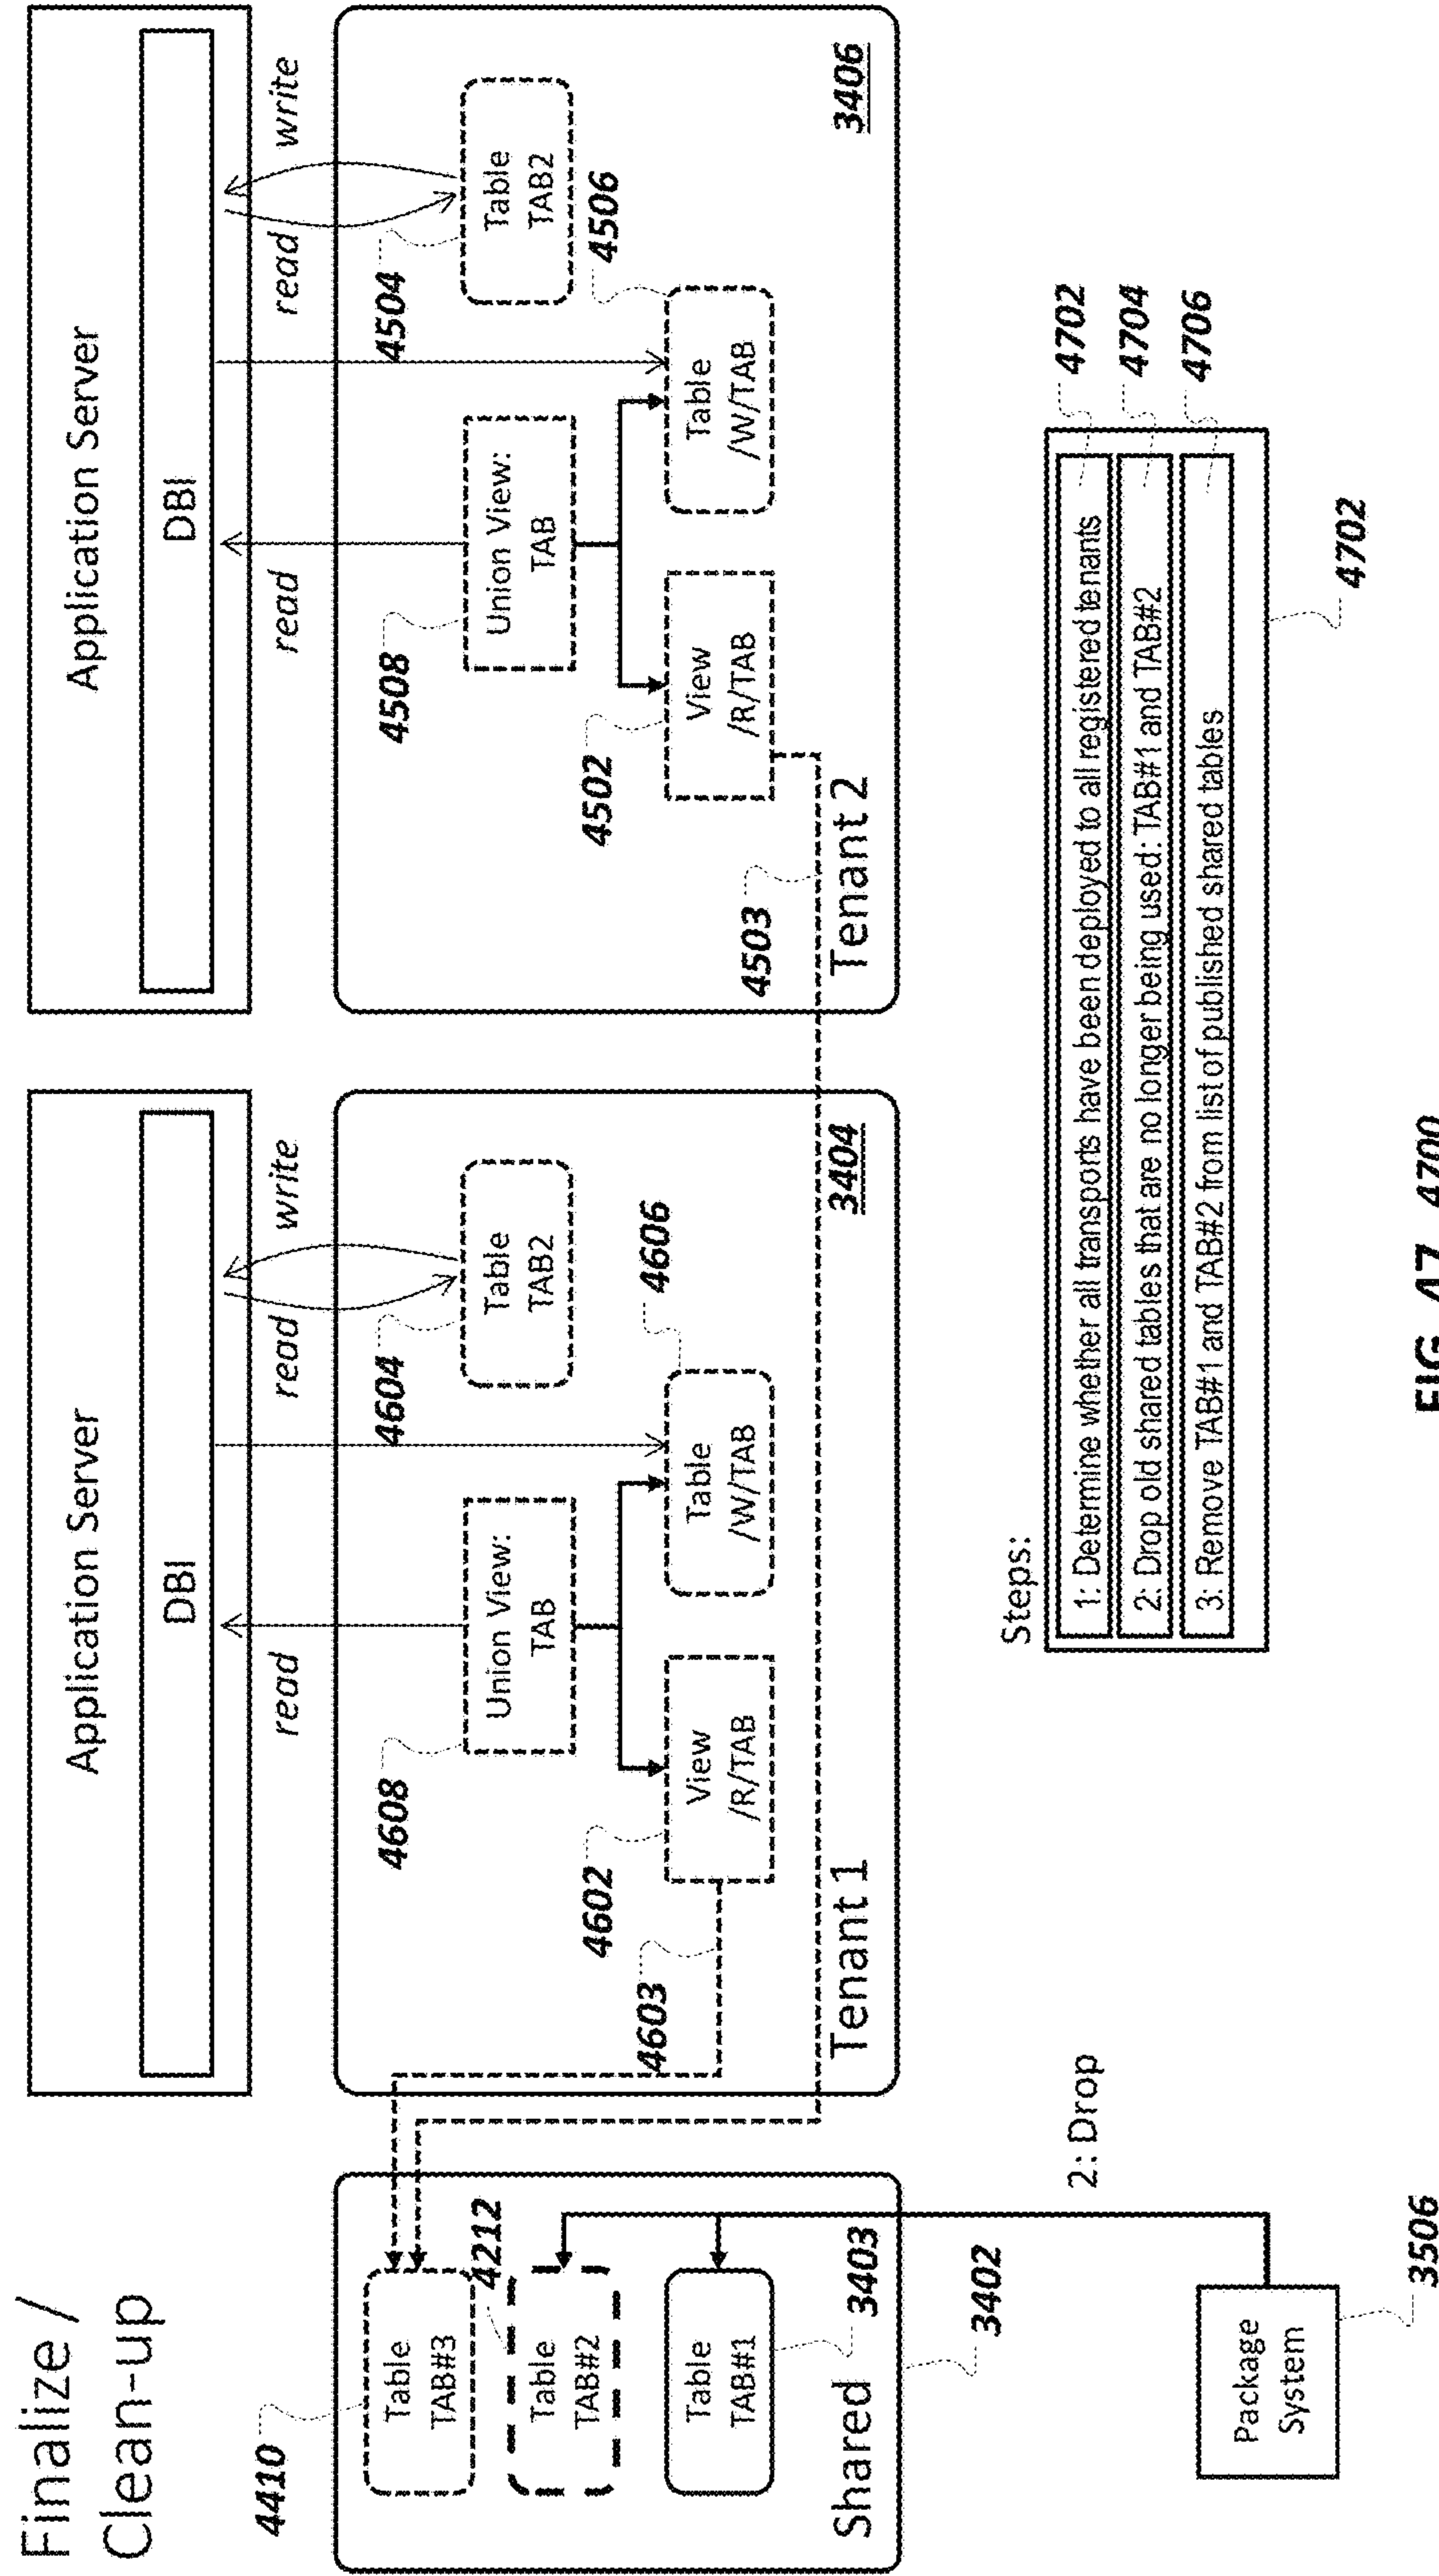 Finalize /
Clean-up
Application Server
DBI
read
read
write
4410
Table
TAB#3
4212
Table
TAB#2
Table
TAB#1
3403
Shared
3402
Package
System
3506
2: Drop
4608
Union View:
TAB
4604
Table
TAB2
4602
View
/R/TAB
4603
Table
/W/TAB
4606
Tenant 1
3404
Application Server
DBI
read
read
write
4508
Union View:
TAB
4504
Table
TAB2
4502
View
/R/TAB
4503
Table
/W/TAB
4506
Tenant 2
3406
Steps:
1: Determine whether all transports have been deployed to all registered tenants
4702
2: Drop old shared tables that are no longer being used: TAB#1 and TAB#2
4704
3: Remove TAB#1 and TAB#2 from list of published shared tables
4706
4702
FIG. 47 4700